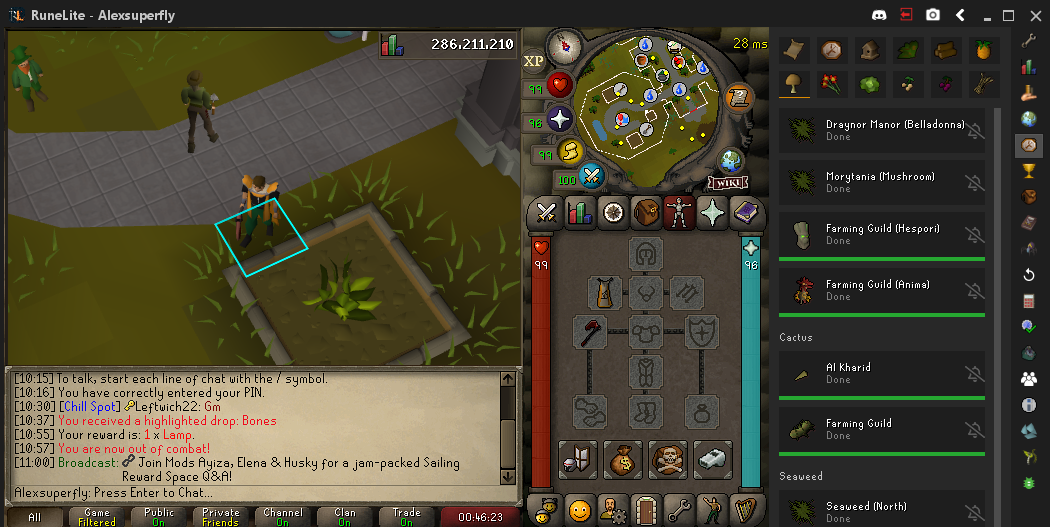 RuneLite - Alexsuperfly
286,211,210
XP
28 ms
99
96
99
100
WIKI
99
96
[10:15] To talk, start each line of chat with the / symbol.
[10:16] You have correctly entered your PIN.
[10:30] [Chill Spot] Leftwich22: Gm
[10:37] You received a highlighted drop: Bones
[10:55] Your reward is: 1 x Lamp.
[10:57] You are now out of combat!
[11:00] Broadcast: Join Mods Ayiza, Elena & Husky for a jam-packed Sailing
Reward Space Q&A!
Alexsuperfly: Press Enter to Chat...
All
Game
Filtered
Public
On
Private
Friends
Channel
On
Clan
On
Trade
On
00:46:23
Draynor Manor (Belladonna)
Done
Morytania (Mushroom)
Done
Farming Guild (Hespori)
Done
Farming Guild (Anima)
Done
Cactus
Al Kharid
Done
Farming Guild
Done
Seaweed
Seaweed (North)
Done